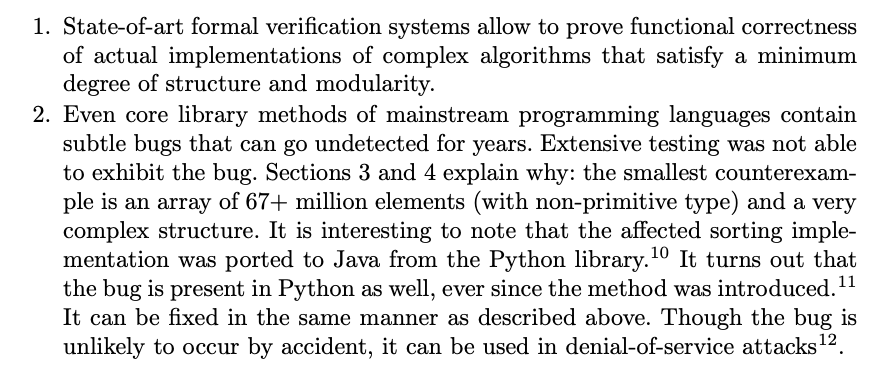 1. State-of-art formal verification systems allow to prove functional correctness
of actual implementations of complex algorithms that satisfy a minimum
degree of structure and modularity.
2. Even core library methods of mainstream programming languages contain
subtle bugs that can go undetected for years. Extensive testing was not able
to exhibit the bug. Sections 3 and 4 explain why: the smallest counterexam-
ple is an array of 67+ million elements (with non-primitive type) and a very
complex structure. It is interesting to note that the affected sorting imple-
mentation was ported to Java from the Python library.¹⁰ It turns out that
the bug is present in Python as well, ever since the method was introduced.¹¹
It can be fixed in the same manner as described above. Though the bug is
unlikely to occur by accident, it can be used in denial-of-service attacks¹².